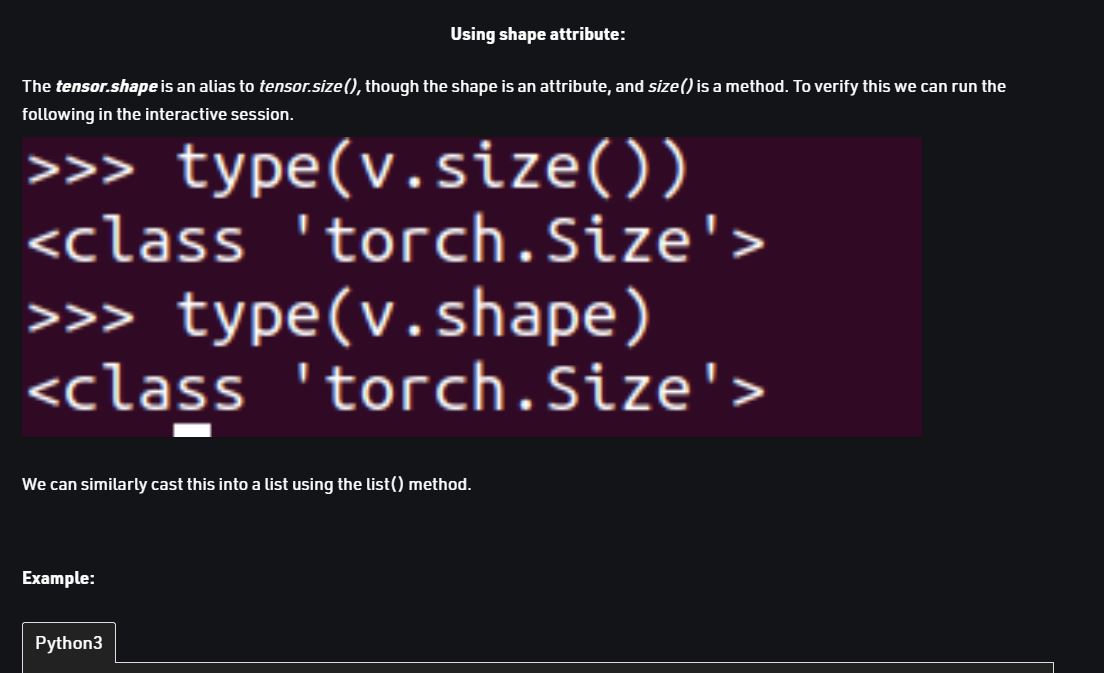 Using shape attribute:
The tensor.shape is an alias to tensor.size(), though the shape is an attribute, and size() is a method. To verify this we can run the
following in the interactive session.
>>> type(v.size())
<class 'torch.Size'>
>>> type(v.shape)
<class 'torch.Size'>
We can similarly cast this into a list using the list() method.
Example:
Python3